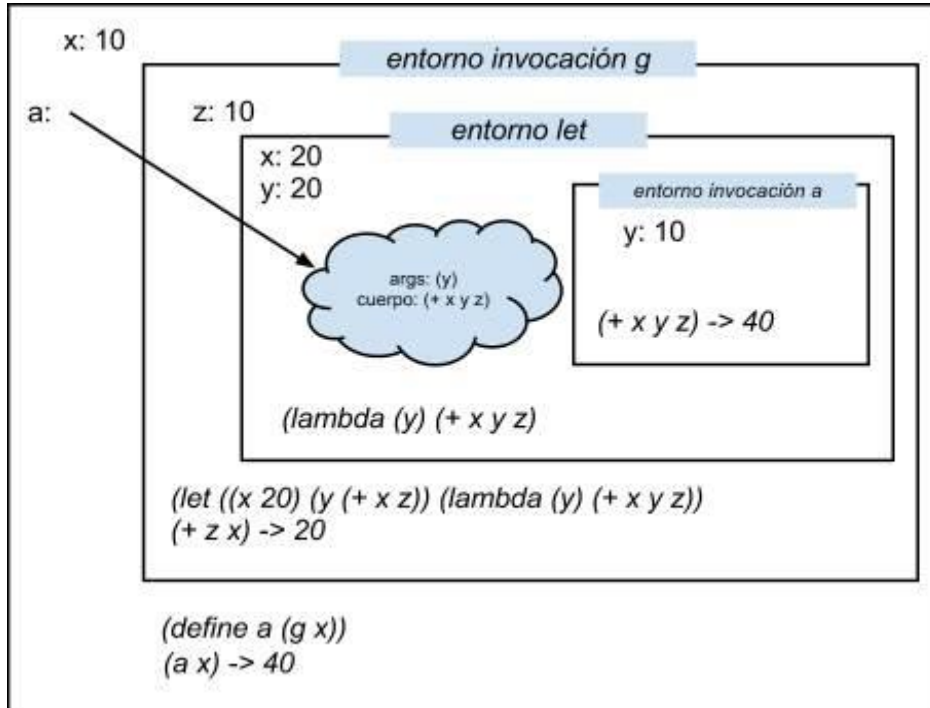 x: 10
entorno invocación g
a:
z: 10
entorno let
x: 20
y: 20
entorno invocación a
y: 10
args: (y)
cuerpo: (+ x y z)
(+ x y z) -> 40
(lambda (y) (+ x y z)
(let ((x 20) (y (+ x z)) (lambda (y) (+ x y z))
(+ z x) -> 20
(define a (g x))
(a x) -> 40